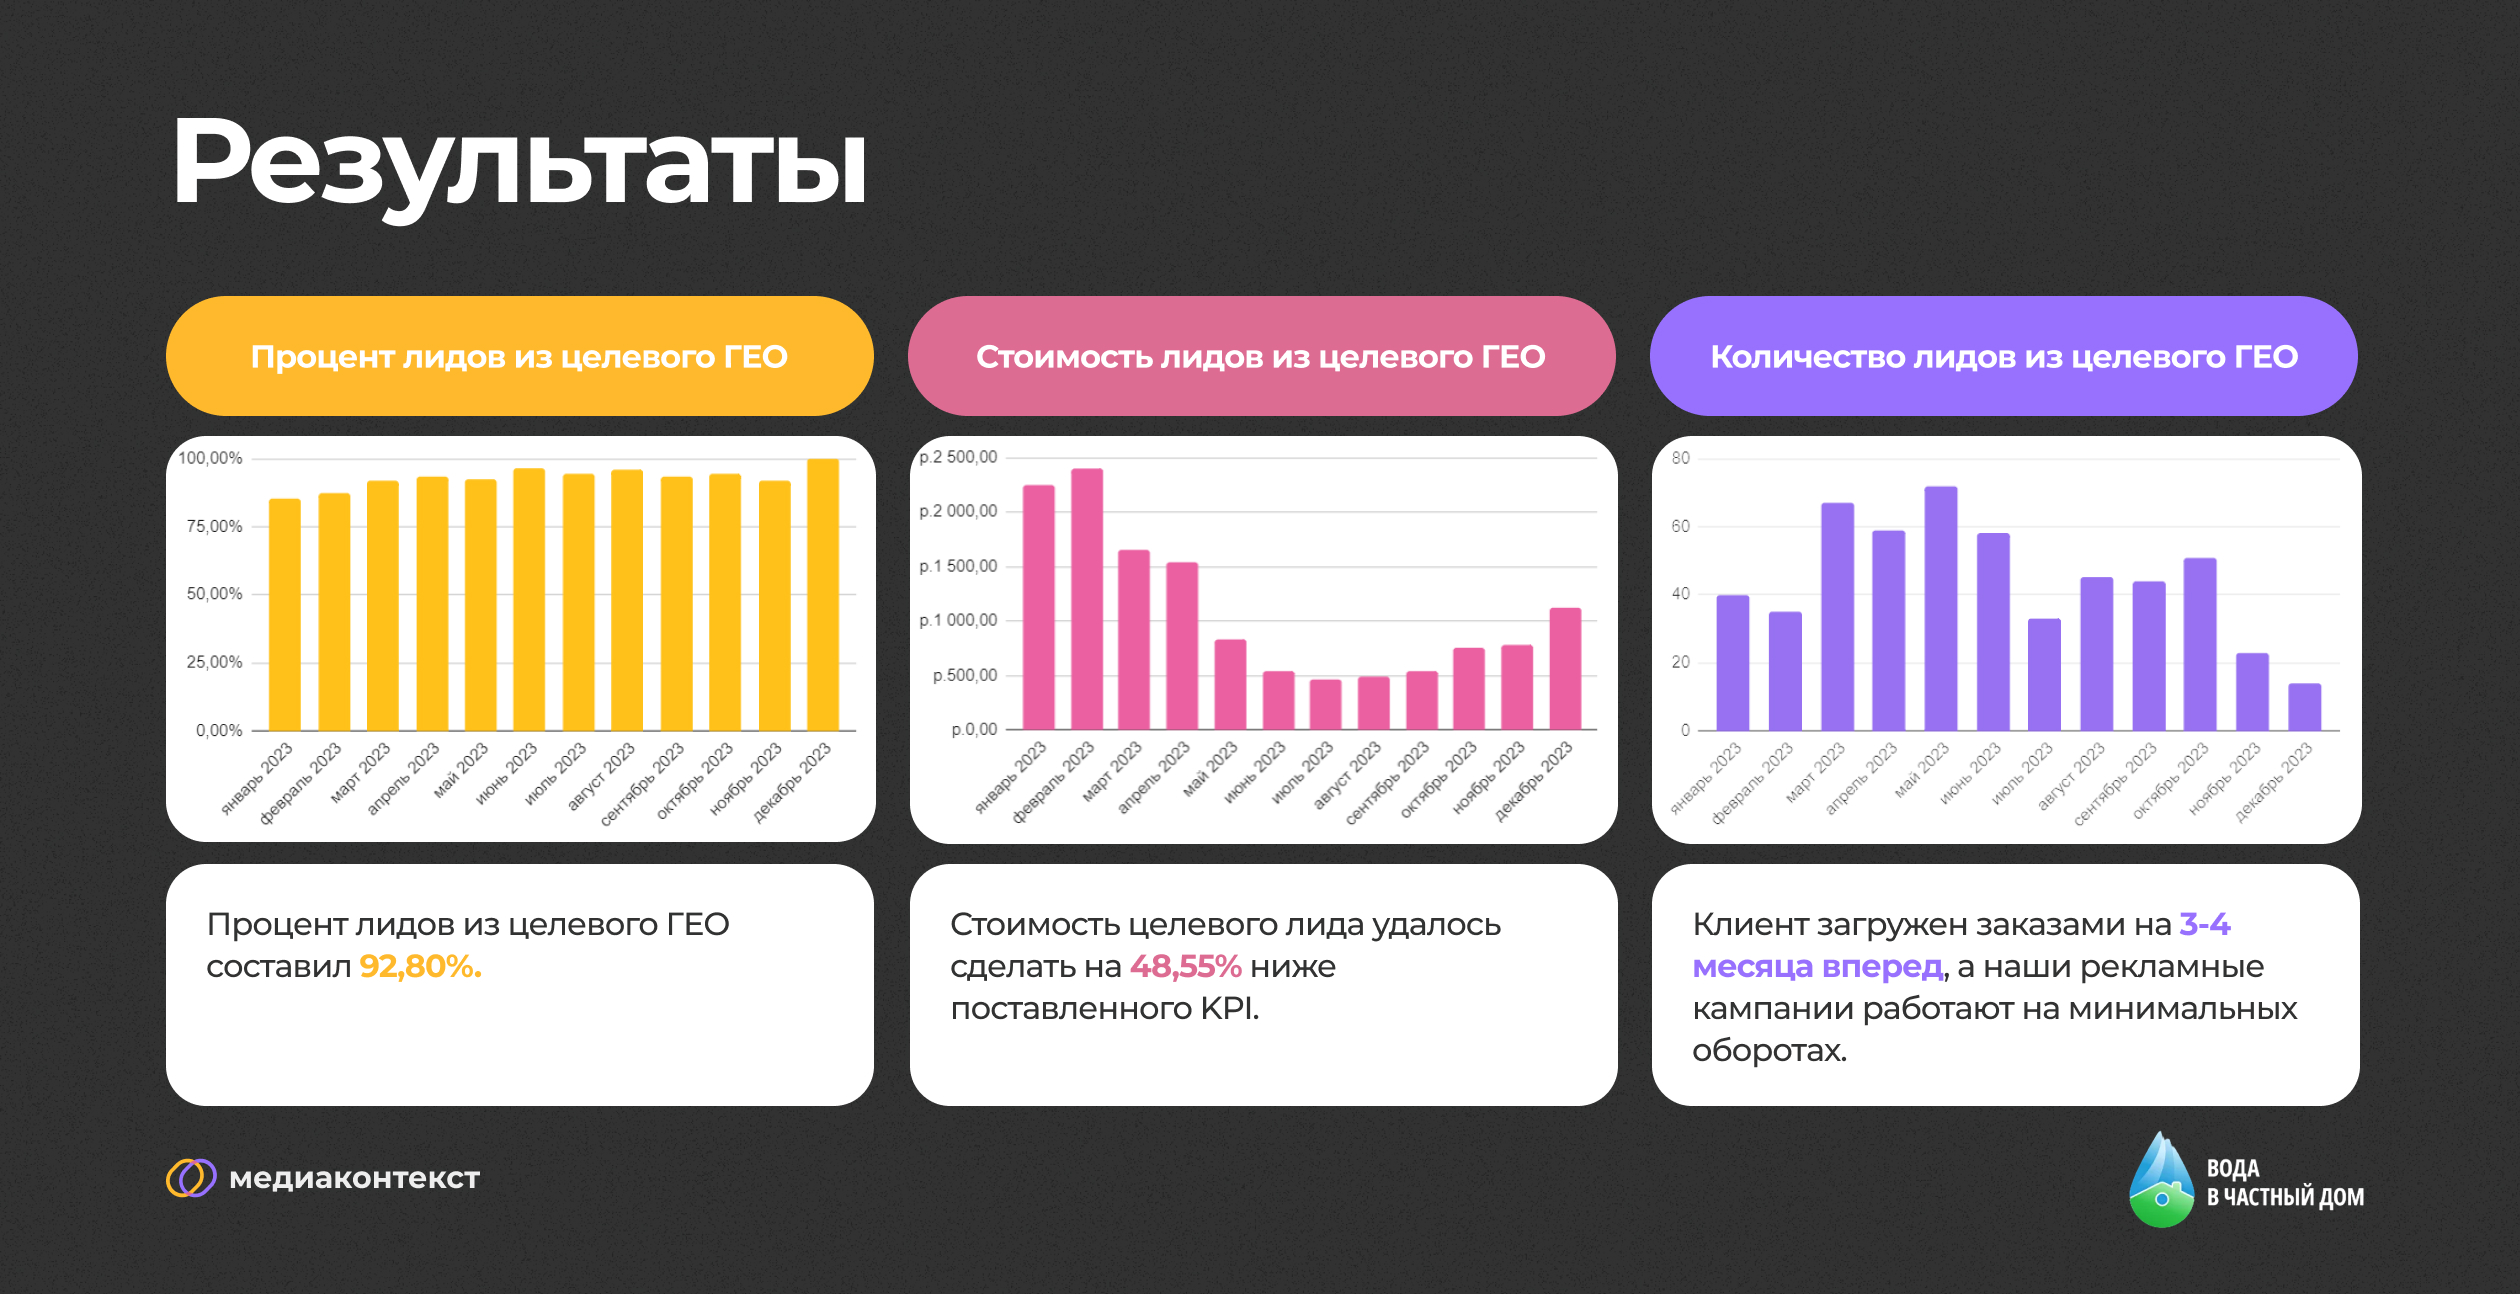 Результаты
Процент лидов из целевого ГЕО
Стоимость лидов из целевого ГЕО
Количество лидов из целевого ГЕО
100,00%
75,00%
50,00%
25,00%
0,00%
январь 2023
февраль 2023
март 2023
апрель 2023
май 2023
июнь 2023
июль 2023
август 2023
сентябрь 2023
октябрь 2023
ноябрь 2023
декабрь 2023
р.2 500,00
р.2 000,00
р.1 500,00
р.1 000,00
р.500,00
р.0,00
январь 2023
февраль 2023
март 2023
апрель 2023
май 2023
июнь 2023
июль 2023
август 2023
сентябрь 2023
октябрь 2023
ноябрь 2023
декабрь 2023
80
60
40
20
0
январь 2023
февраль 2023
март 2023
апрель 2023
май 2023
июнь 2023
июль 2023
август 2023
сентябрь 2023
октябрь 2023
ноябрь 2023
декабрь 2023
Процент лидов из целевого ГЕО
составил 92,80%.
Стоимость целевого лида удалось
сделать на 48,55% ниже
поставленного KPI.
Клиент загружен заказами на 3-4
месяца вперед, а наши рекламные
кампании работают на минимальных
оборотах.
медиаконтекст
ВОДА
В ЧАСТНЫЙ ДОМ